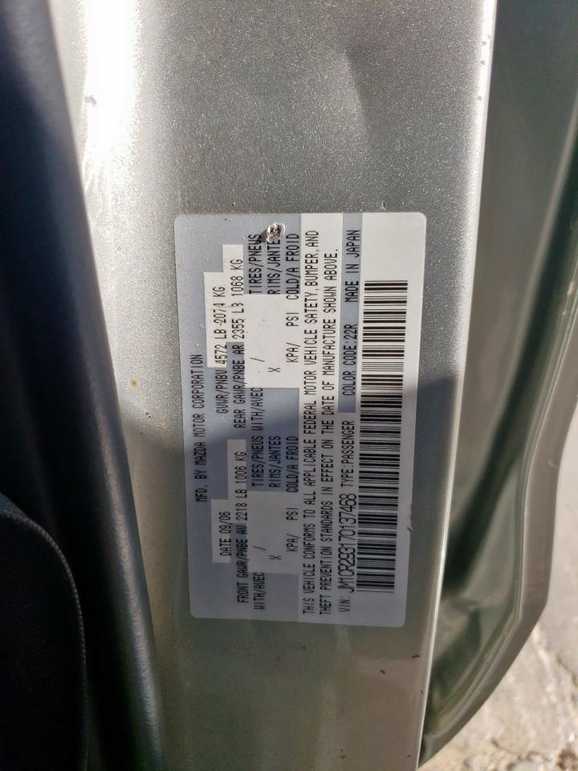 MFD. BY MAZDA MOTOR CORPORATION
DATE: 09/06 GVWR/PNBV 4572 LB-2074 KG
FRONT GAWR/PNBE AV 2218 LB 1006 KG REAR GAWR/PNBE AR 2355 LB 1068 KG
WITH/AVEC TIRES/PNEUS WITH/AVEC TIRES/PNEUS
/ RIMS/JANTES / RIMS/JANTES
X X
KPA/ PSI COLD/A FROID KPA/ PSI COLD/A FROID
THIS VEHICLE CONFORMS TO ALL APPLICABLE FEDERAL MOTOR VEHICLE SAFETY, BUMPER, AND
THEFT PREVENTION STANDARDS IN EFFECT ON THE DATE OF MANUFACTURE SHOWN ABOVE.
VIN: JM1CR293170137468 TYPE: PASSENGER COLOR CODE: 22R MADE IN JAPAN